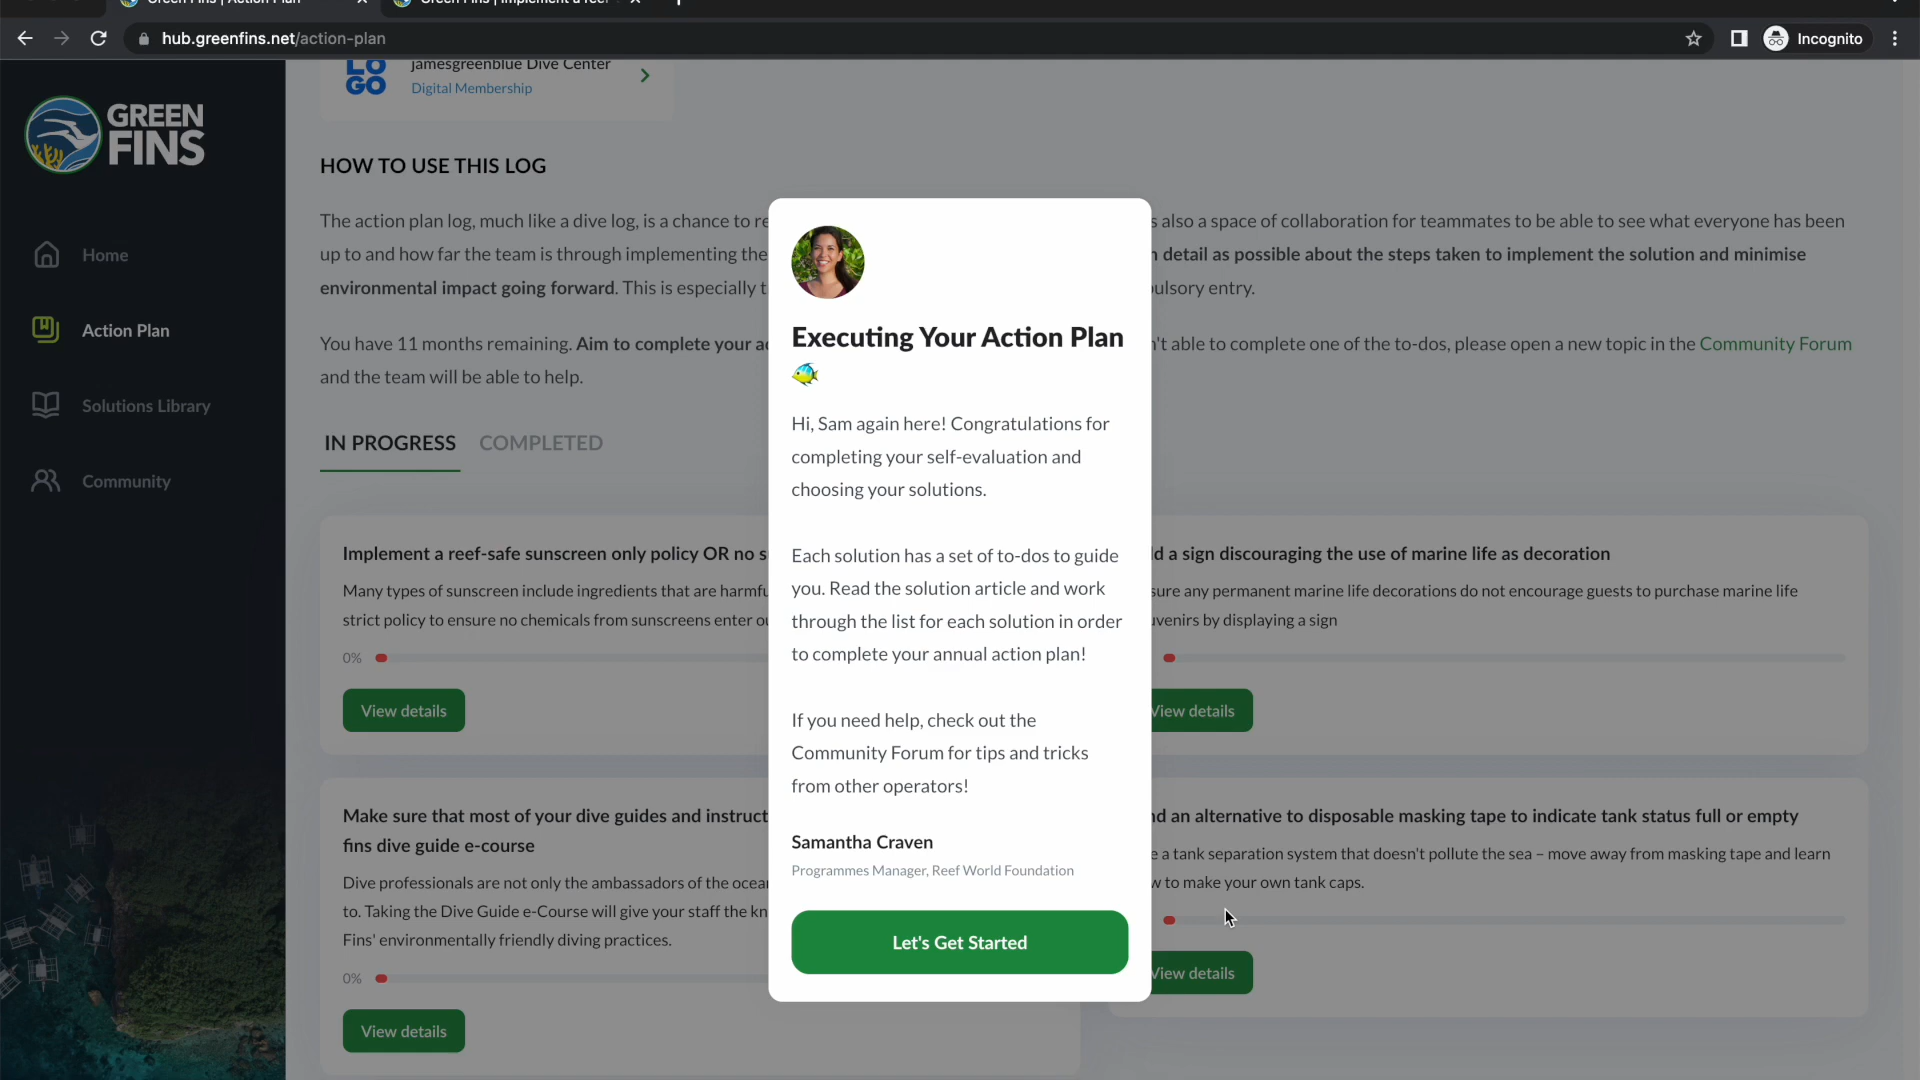 hub.greenfins.net/action-plan
Incognito
LO
GO
jamesgreenblue Dive Center
Digital Membership
GREEN
FINS
Home
Action Plan
Solutions Library
Community
HOW TO USE THIS LOG
The action plan log, much like a dive log, is a chance to re
s also a space of collaboration for teammates to be able to see what everyone has been
up to and how far the team is through implementing the
detail as possible about the steps taken to implement the solution and minimise
environmental impact going forward. This is especially t
ulsory entry.
You have 11 months remaining. Aim to complete your a
't able to complete one of the to-dos, please open a new topic in the Community Forum
and the team will be able to help.
IN PROGRESS
COMPLETED
Implement a reef-safe sunscreen only policy OR no s
Many types of sunscreen include ingredients that are harmfu
strict policy to ensure no chemicals from sunscreens enter o
0%
View details
d a sign discouraging the use of marine life as decoration
sure any permanent marine life decorations do not encourage guests to purchase marine life
venirs by displaying a sign
View details
Make sure that most of your dive guides and instruct
fins dive guide e-course
Dive professionals are not only the ambassadors of the ocea
to. Taking the Dive Guide e-Course will give your staff the kn
Fins' environmentally friendly diving practices.
0%
View details
d an alternative to disposable masking tape to indicate tank status full or empty
e a tank separation system that doesn't pollute the sea – move away from masking tape and learn
w to make your own tank caps.
View details
Executing Your Action Plan
Hi, Sam again here! Congratulations for
completing your self-evaluation and
choosing your solutions.
Each solution has a set of to-dos to guide
you. Read the solution article and work
through the list for each solution in order
to complete your annual action plan!
If you need help, check out the
Community Forum for tips and tricks
from other operators!
Samantha Craven
Programmes Manager, Reef World Foundation
Let's Get Started